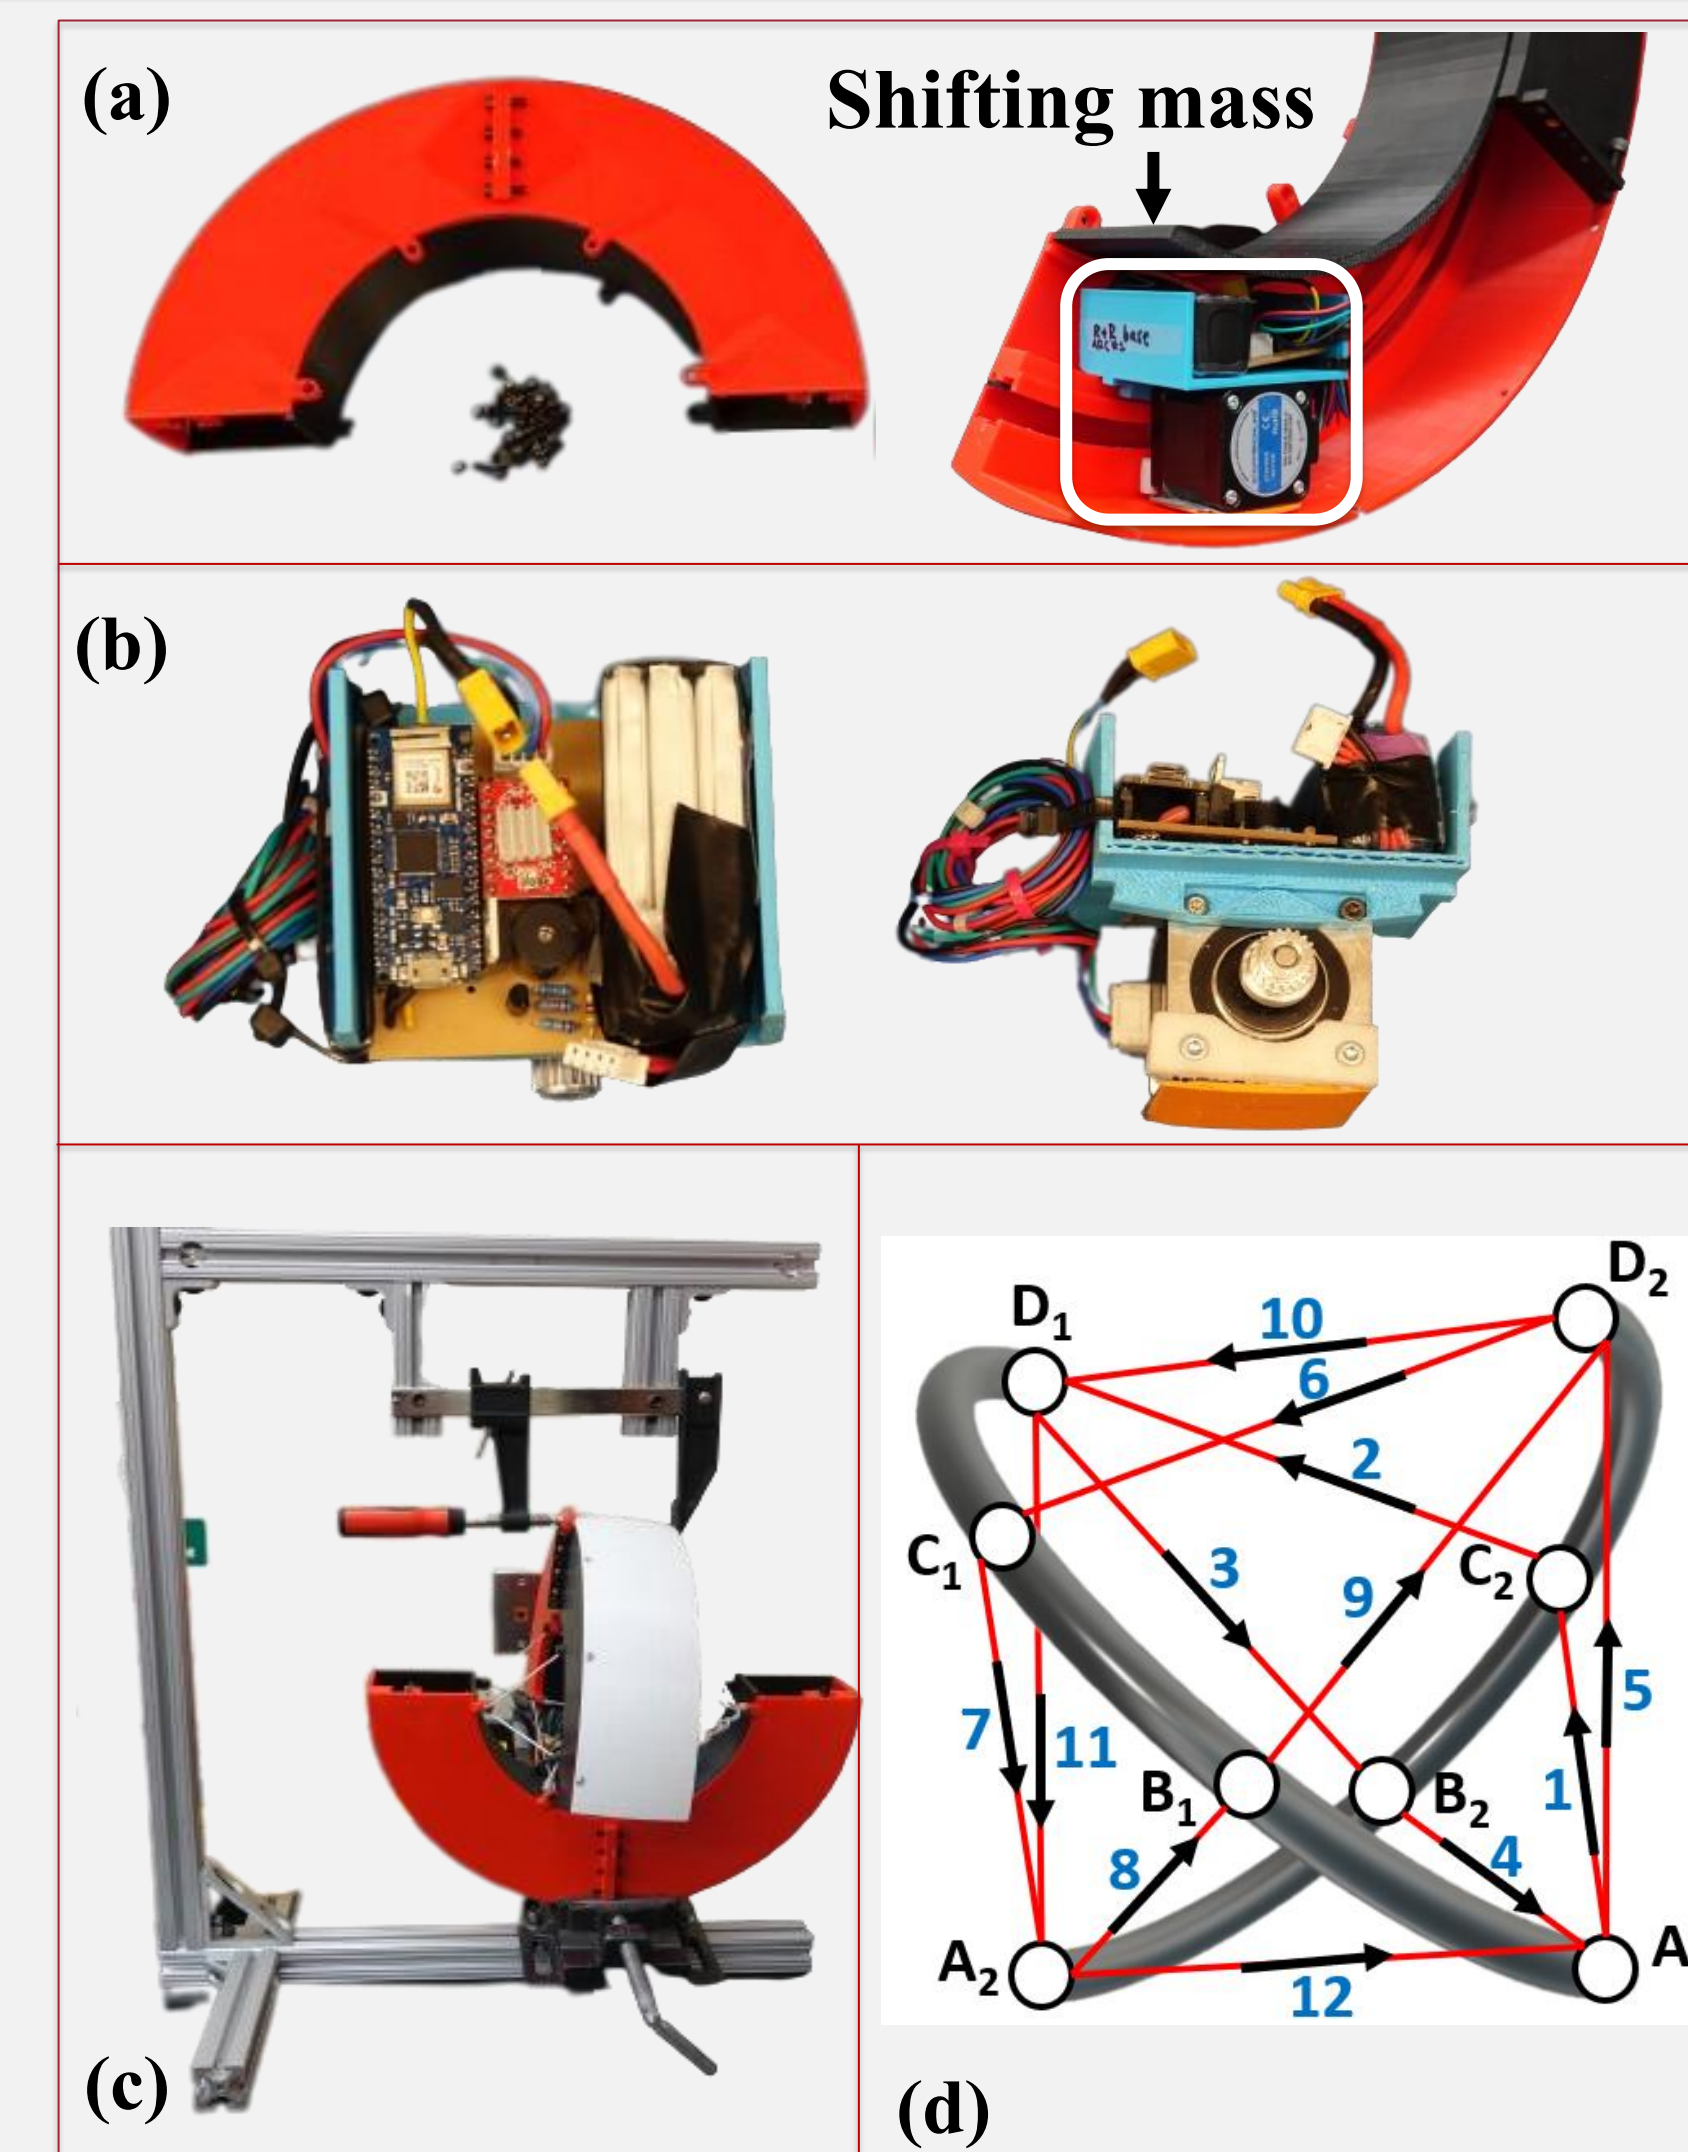 (a)
Shifting mass
R+R base
(b)
(c)
D₁
D₂
10
6
2
C₁
3
9
C₂
7
11
5
1
B₁
B₂
8
4
A₂
12
A
(d)